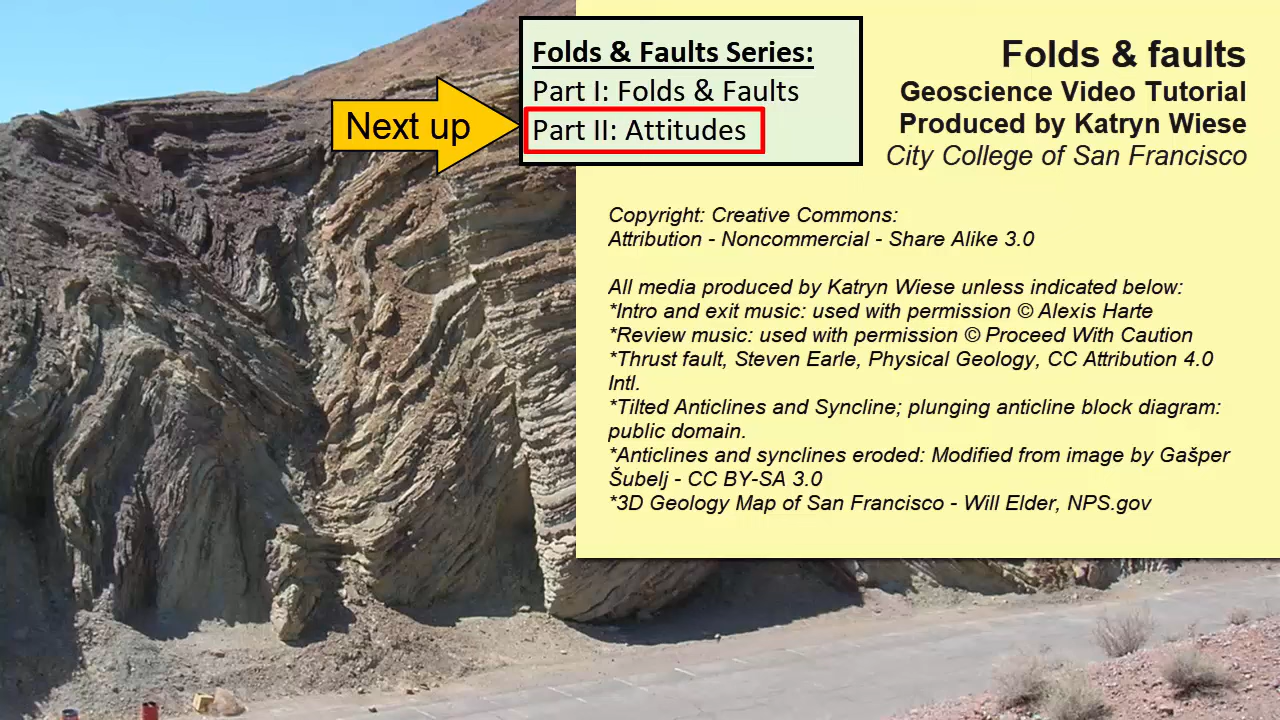 Folds & Faults Series:
Part I: Folds & Faults
Next up
Part II: Attitudes
Folds & faults
Geoscience Video Tutorial
Produced by Katryn Wiese
City College of San Francisco
Copyright: Creative Commons:
Attribution - Noncommercial - Share Alike 3.0
All media produced by Katryn Wiese unless indicated below:
*Intro and exit music: used with permission © Alexis Harte
*Review music: used with permission © Proceed With Caution
*Thrust fault, Steven Earle, Physical Geology, CC Attribution 4.0
Intl.
*Tilted Anticlines and Syncline; plunging anticline block diagram:
public domain.
*Anticlines and synclines eroded: Modified from image by Gašper
Šubelj - CC BY-SA 3.0
*3D Geology Map of San Francisco - Will Elder, NPS.gov